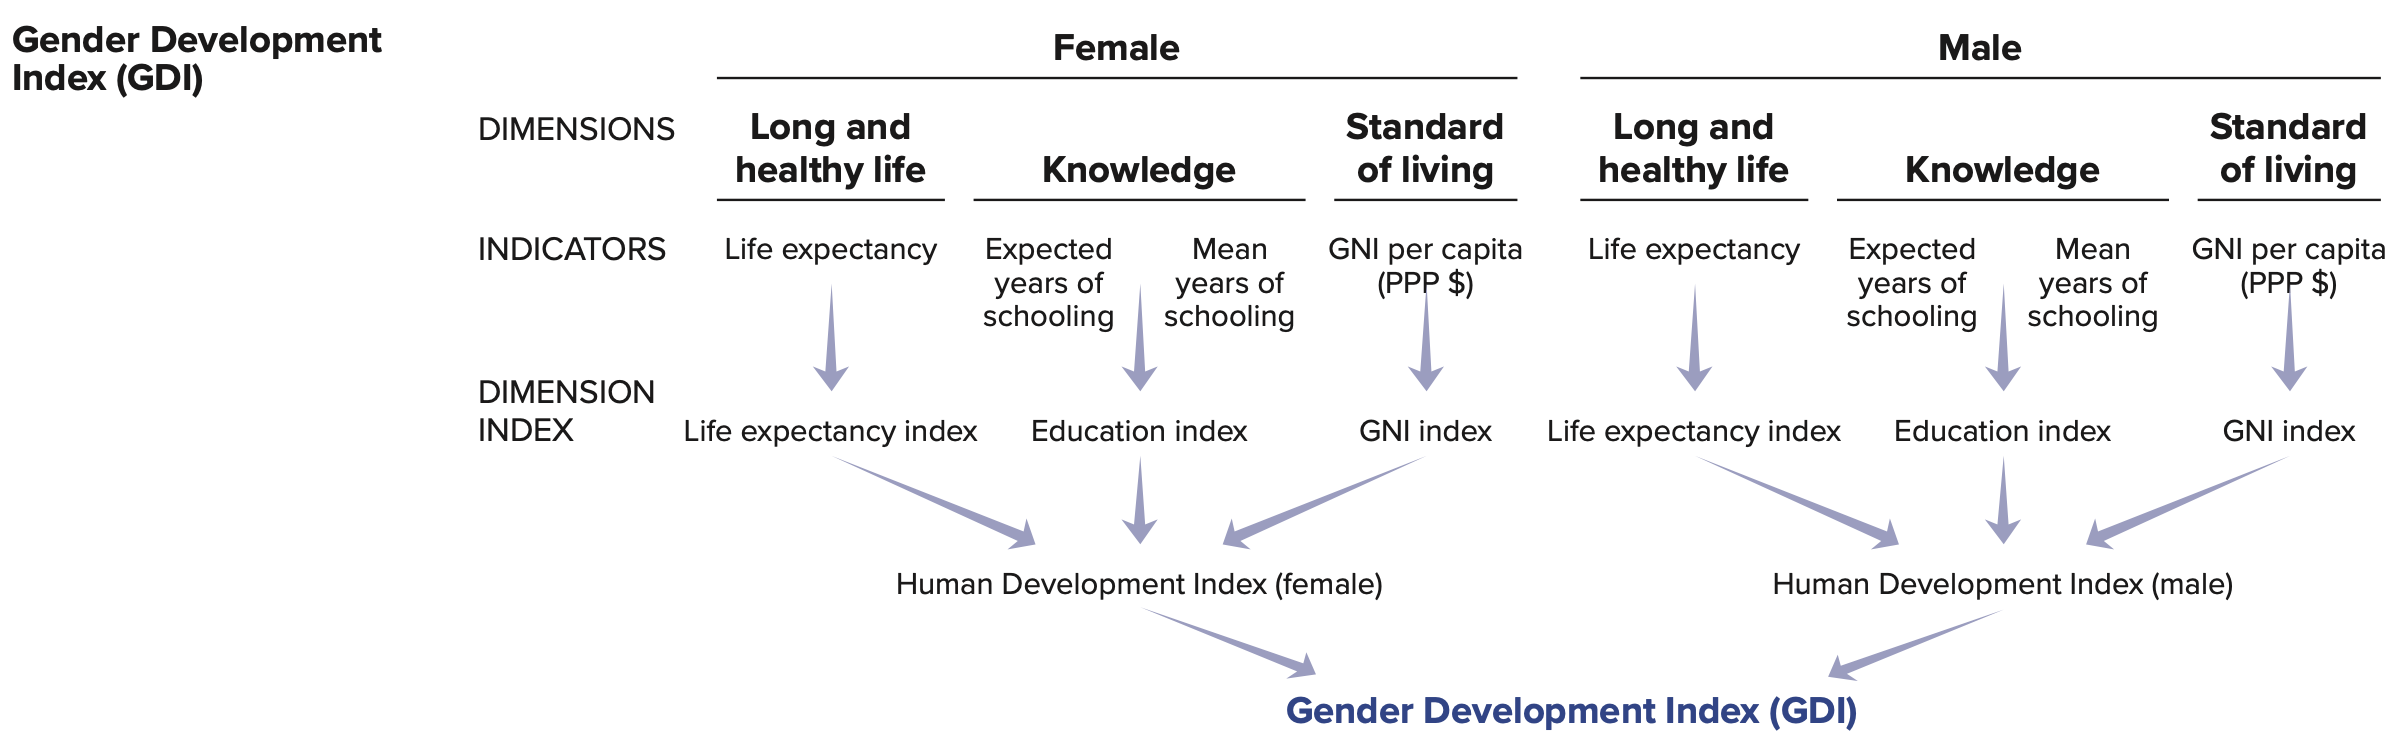 Gender Development
Index (GDI)
Female
Male
DIMENSIONS
Long and
healthy life
Knowledge
Standard
of living
Long and
healthy life
Knowledge
Standard
of living
INDICATORS
Life expectancy
Expected
years of
schooling
Mean
years of
schooling
GNI per capita
(PPP $)
Life expectancy
Expected
years of
schooling
Mean
years of
schooling
GNI per capita
(PPP $)
DIMENSION
INDEX
Life expectancy index
Education index
GNI index
Life expectancy index
Education index
GNI index
Human Development Index (female)
Human Development Index (male)
Gender Development Index (GDI)